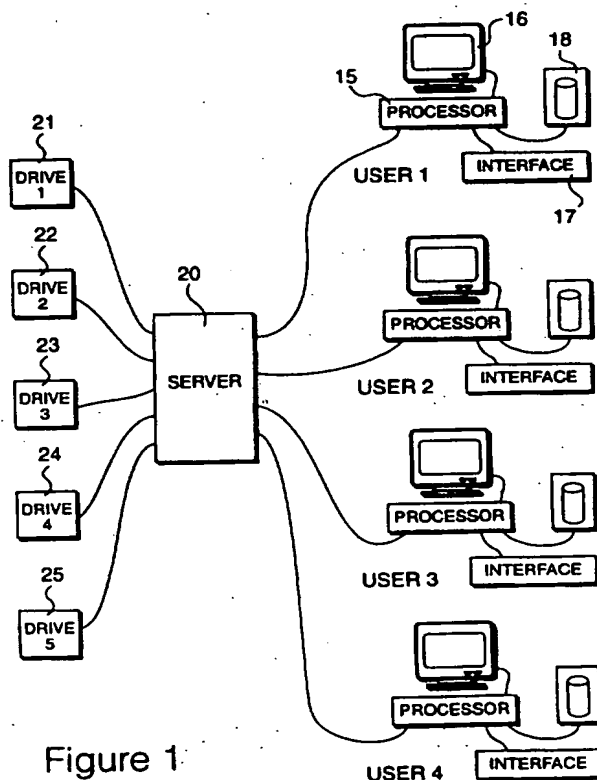 16
18
15
PROCESSOR
21
INTERFACE
DRIVE
1
USER 1
17
22
20
DRIVE
2
PROCESSOR
23
SERVER
INTERFACE
DRIVE
3
USER 2
24
DRIVE
4
PROCESSOR
25
INTERFACE
USER 3
DRIVE
5
PROCESSOR
Figure 1
INTERFACE
USER 4